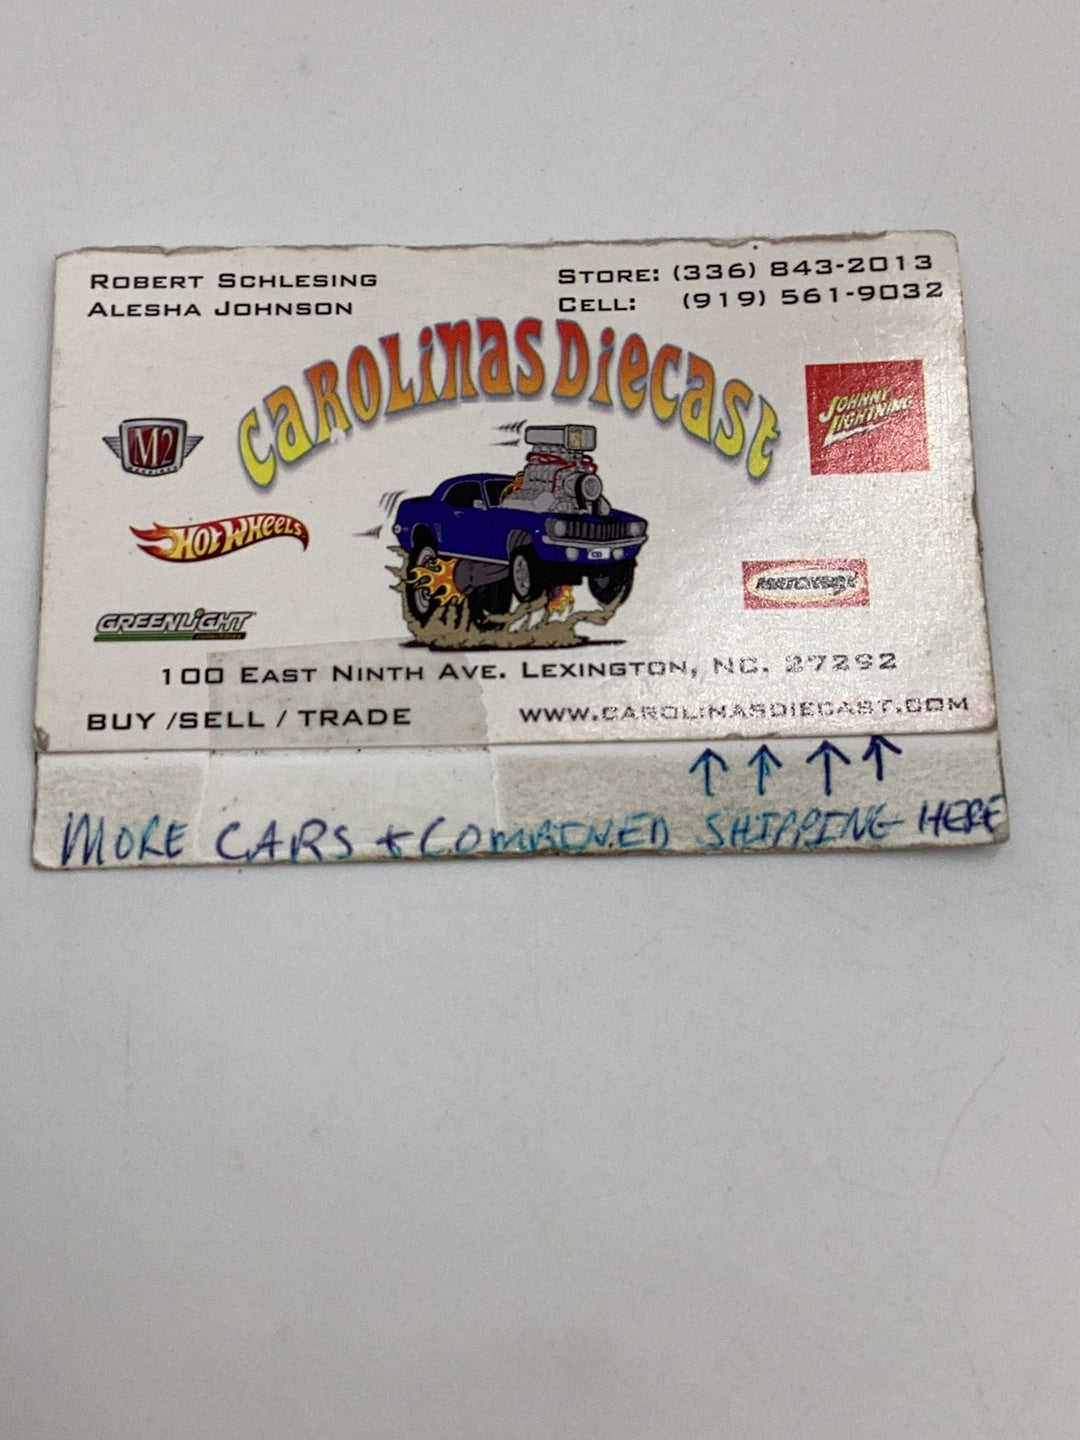 ROBERT SCHLESING
ALESHA JOHNSON
STORE: (336) 843-2013
CELL: (919) 561-9032
CAROLINAS DIECAST
M2
MACHINES
JOHNNY LIGHTNING
HOT WHEELS
MATCHBOX
GREENLIGHT
100 EAST NINTH AVE. LEXINGTON, NC. 27292
BUY /SELL / TRADE
WWW.CAROLINASDIECAST.COM
MORE CARS + COMBINED SHIPPING HERE